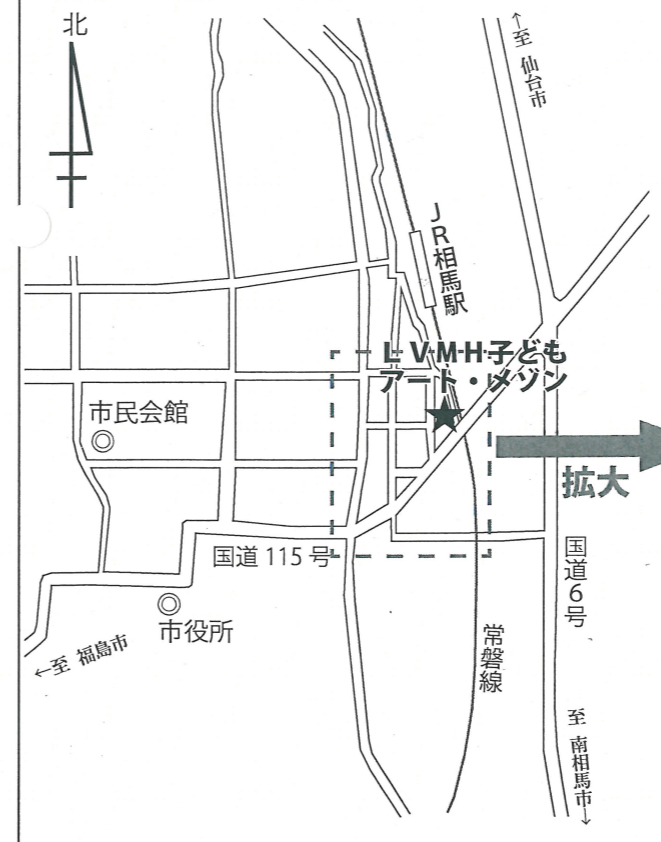 北
↑至 仙台市
JR相馬駅
LVMH子ども
アート・メゾン
市民会館
拡大
国道115号
国道6号
市役所
常磐線
←至 福島市
至 南相馬市→